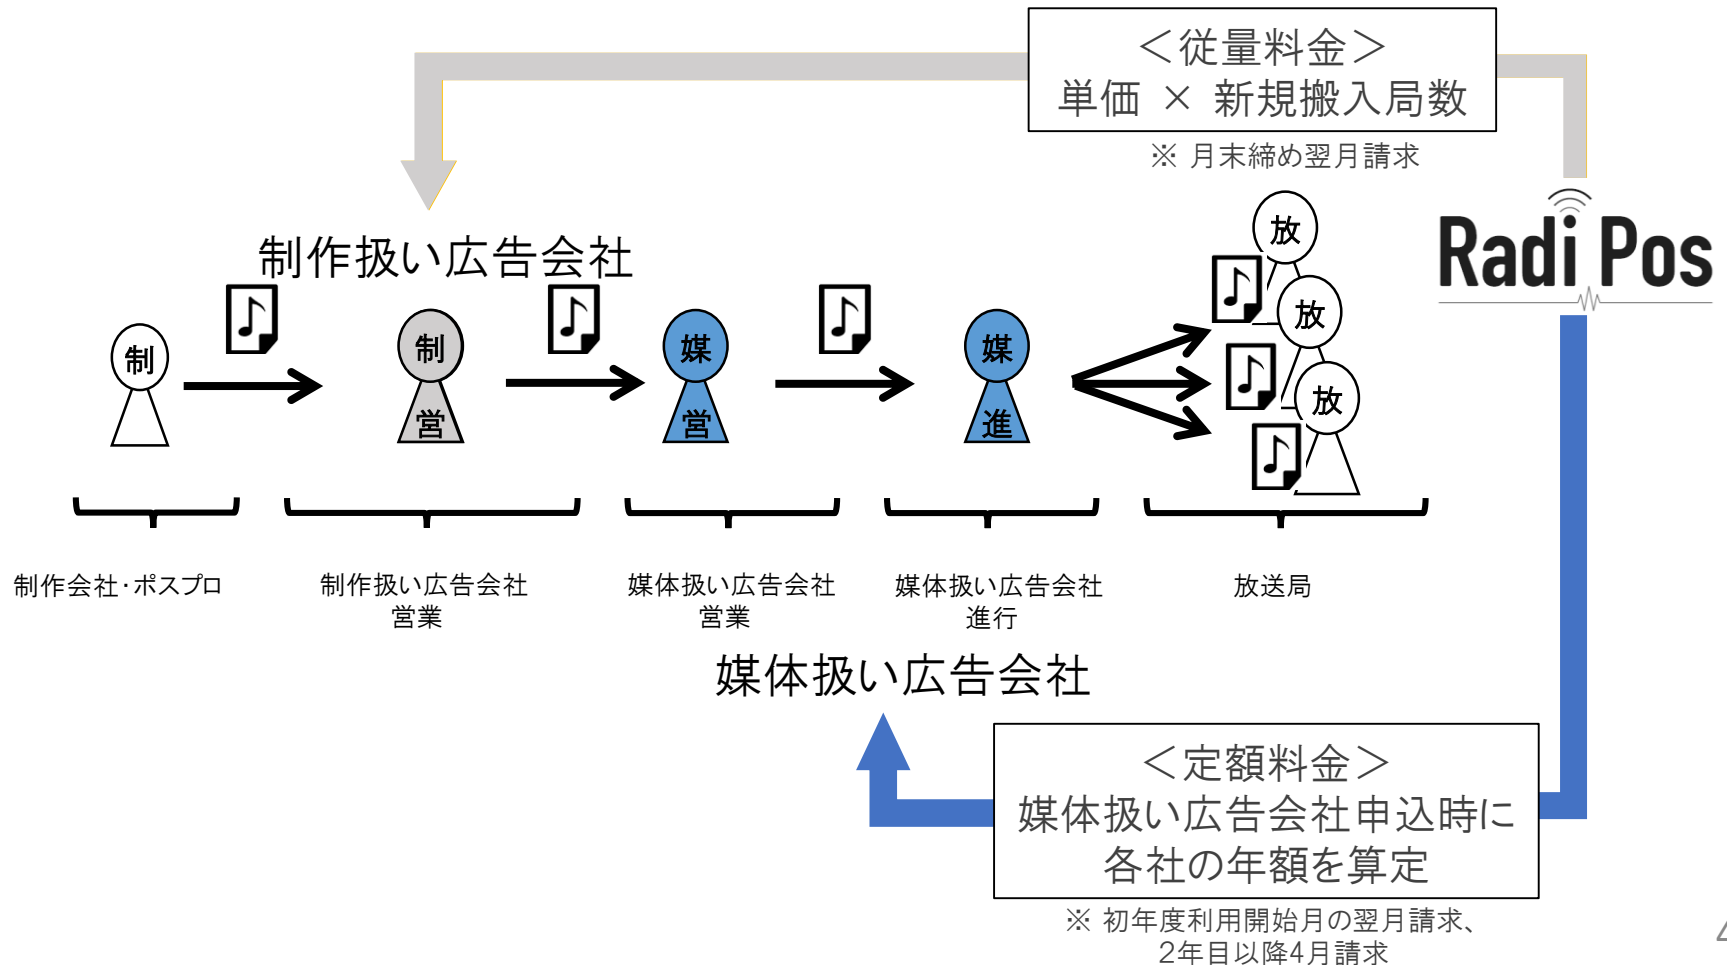 ＜従量料金＞
単価 × 新規搬入局数
※ 月末締め翌月請求
Radi Pos
制作扱い広告会社
制
制
営
媒
営
媒
進
放
放
放
制作会社・ポスプロ
制作扱い広告会社
営業
媒体扱い広告会社
営業
媒体扱い広告会社
進行
放送局
媒体扱い広告会社
＜定額料金＞
媒体扱い広告会社申込時に
各社の年額を算定
※ 初年度利用開始月の翌月請求、
2年目以降4月請求